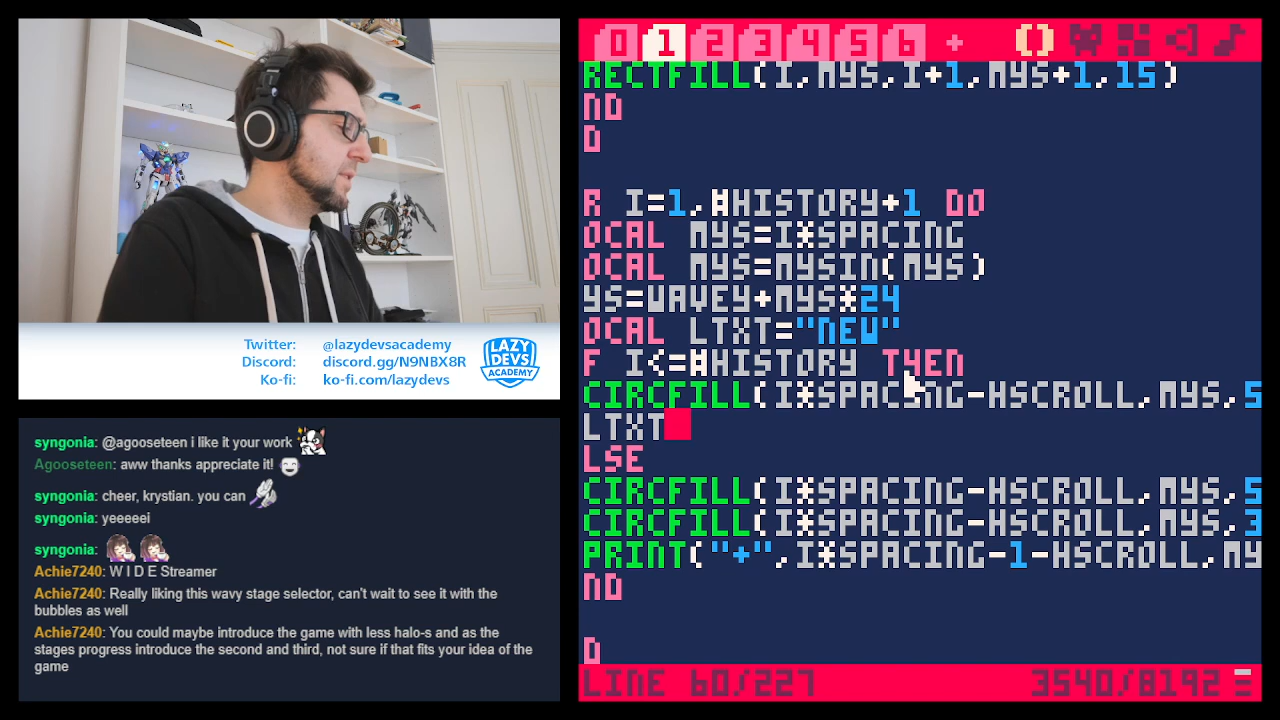 Twitter: @lazydevsacademy
Discord: discord.gg/N9NBX8R
Ko-fi: ko-fi.com/lazydevs
LAZY
DEVS
ACADEMY
syngonia: @agooseteen i like it your work
Agooseteen: aww thanks appreciate it!
syngonia: cheer, krystian. you can
syngonia: yeeeeei
syngonia:
Achie7240: W I D E Streamer
Achie7240: Really liking this wavy stage selector, can't wait to see it with the
bubbles as well
Achie7240: You could maybe introduce the game with less halo-s and as the
stages progress introduce the second and third, not sure if that fits your idea of the
game
0 1 2 3 4 5 6 +
RECTFILL(I,MYS,I+1,MYS+1,15)
ND
D
R I=1,#HISTORY+1 DO
OCAL MYS=I*SPACING
OCAL MYS=MYSIN(MYS)
YS=WAVEY+MYS*24
OCAL LTXT="NEW"
F I<=#HISTORY THEN
CIRCFILL(I*SPACING-HSCROLL,MYS,5
LTXT
LSE
CIRCFILL(I*SPACING-HSCROLL,MYS,5
CIRCFILL(I*SPACING-HSCROLL,MYS,3
PRINT("+",I*SPACING-1-HSCROLL,MY
ND
D
LINE 60/227 3540/8192